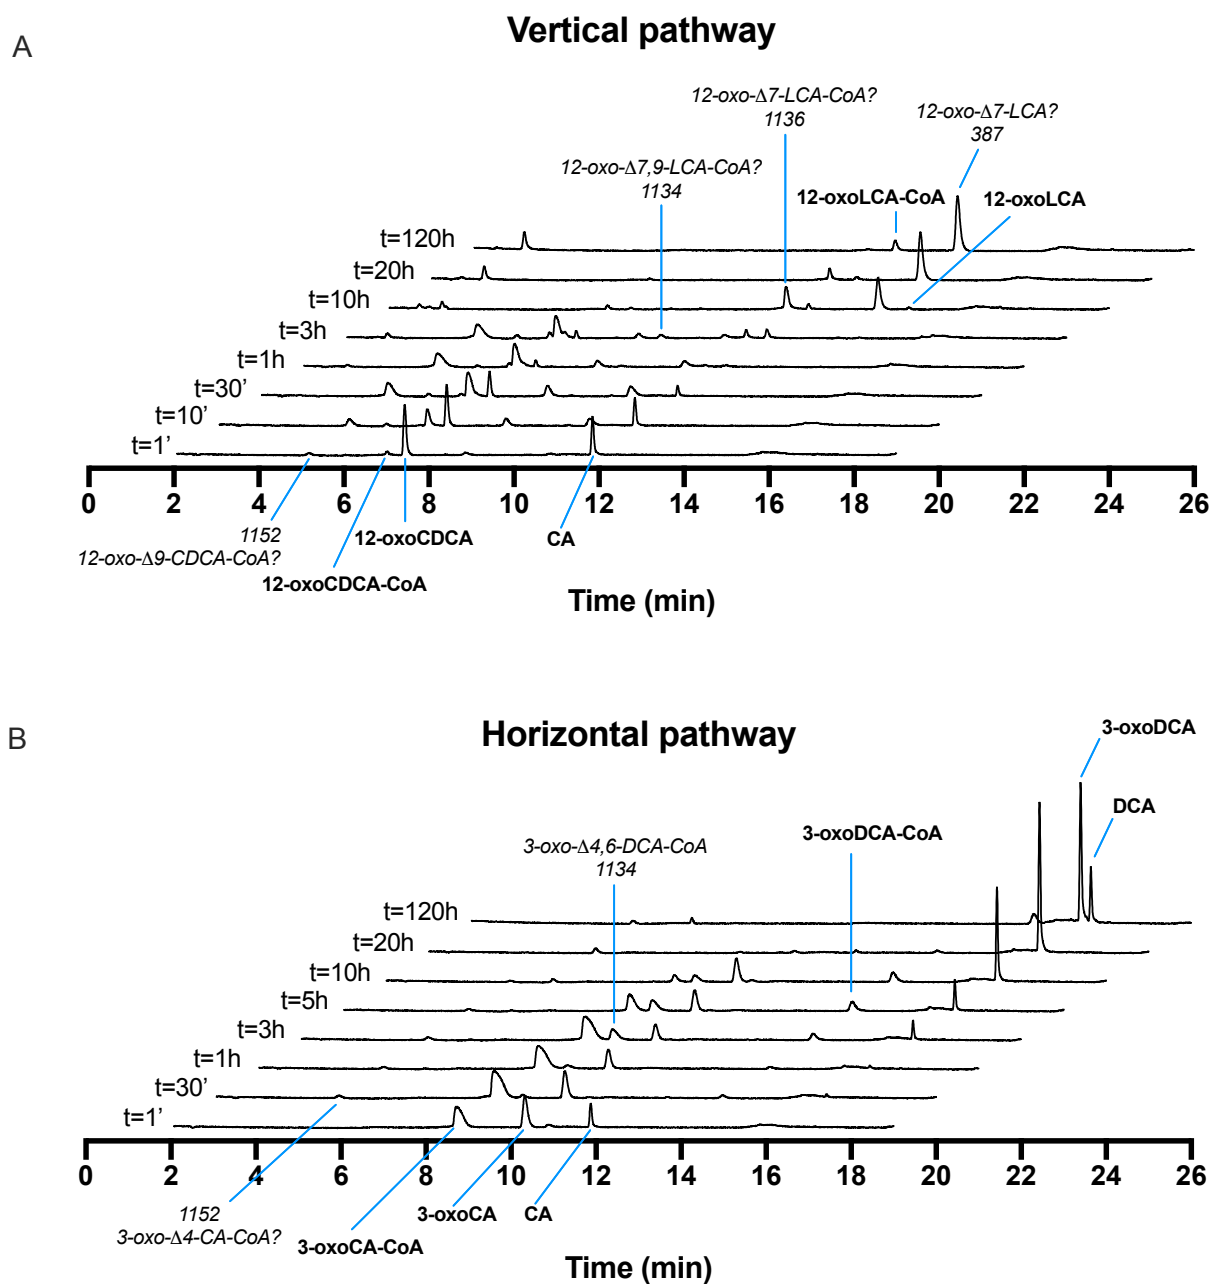 A
Vertical pathway
12-oxo-Δ7-LCA-CoA?
1136
12-oxo-Δ7-LCA?
387
12-oxo-Δ7,9-LCA-CoA?
1134
12-oxoLCA-CoA
12-oxoLCA
t=120h
t=20h
t=10h
t=3h
t=1h
t=30’
t=10’
t=1’
0 2 4 6 8 10 12 14 16 18 20 22 24 26
1152
12-oxo-Δ9-CDCA-CoA?
12-oxoCDCA-CoA
12-oxoCDCA
CA
Time (min)
B
Horizontal pathway
3-oxoDCA
DCA
3-oxoDCA-CoA
3-oxo-Δ4,6-DCA-CoA
1134
t=120h
t=20h
t=10h
t=5h
t=3h
t=1h
t=30’
t=1’
0 2 4 6 8 10 12 14 16 18 20 22 24 26
1152
3-oxo-Δ4-CA-CoA?
3-oxoCA-CoA
3-oxoCA
CA
Time (min)